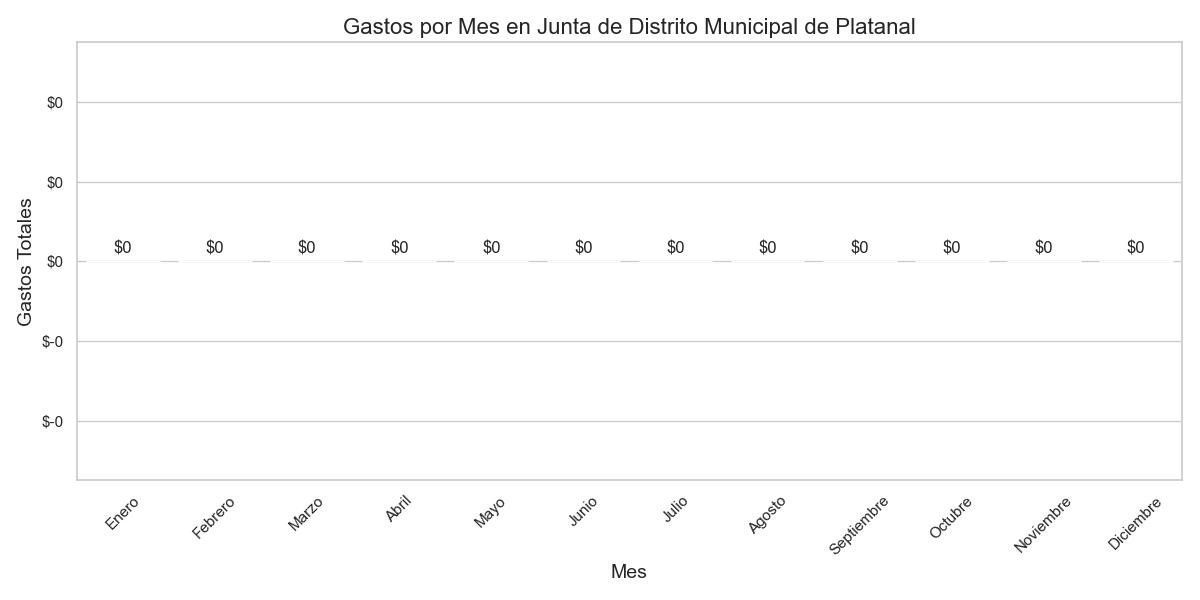 Gastos por Mes en Junta de Distrito Municipal de Platanal
Gastos Totales
$0
$0
$0
$-0
$-0
$0 $0 $0 $0 $0 $0 $0 $0 $0 $0 $0 $0
Enero Febrero Marzo Abril Mayo Junio Julio Agosto Septiembre Octubre Noviembre Diciembre
Mes